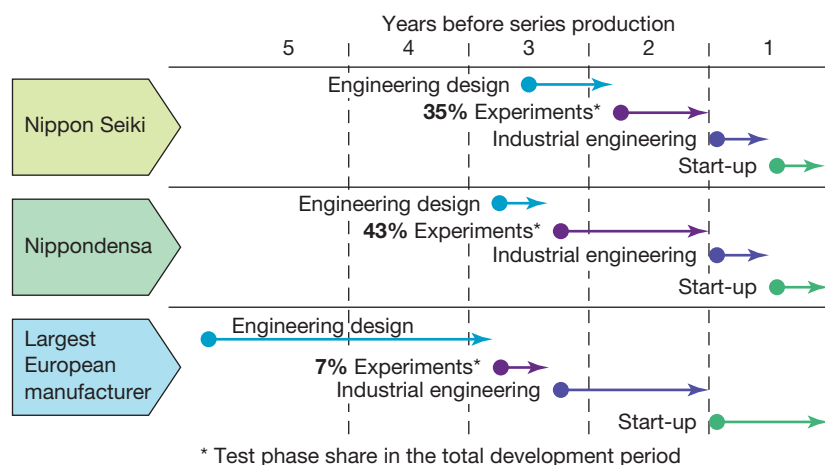 Years before series production
5 4 3 2 1
Nippon Seiki
Engineering design
35% Experiments*
Industrial engineering
Start-up
Nippondensa
Engineering design
43% Experiments*
Industrial engineering
Start-up
Largest
European
manufacturer
Engineering design
7% Experiments*
Industrial engineering
Start-up
* Test phase share in the total development period